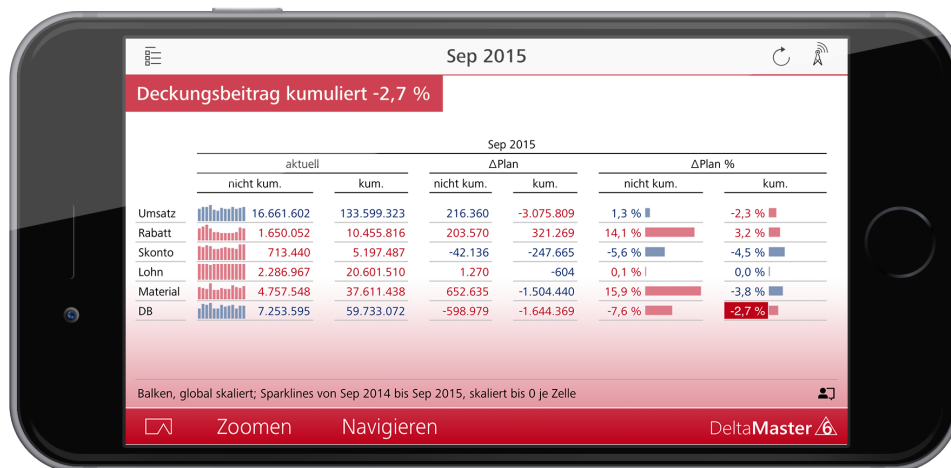 Sep 2015
Deckungsbeitrag kumuliert -2,7 %
Sep 2015
aktuell ΔPlan ΔPlan %
nicht kum. kum. nicht kum. kum. nicht kum. kum.
Umsatz 16.661.602 133.599.323 216.360 -3.075.809 1,3 % -2,3 %
Rabatt 1.650.052 10.455.816 203.570 321.269 14,1 % 3,2 %
Skonto 713.440 5.197.487 -42.136 -247.665 -5,6 % -4,5 %
Lohn 2.286.967 20.601.510 1.270 -604 0,1 % 0,0 %
Material 4.757.548 37.611.438 652.635 -1.504.440 15,9 % -3,8 %
DB 7.253.595 59.733.072 -598.979 -1.644.369 -7,6 % -2,7 %
Balken, global skaliert; Sparklines von Sep 2014 bis Sep 2015, skaliert bis 0 je Zelle
Zoomen Navigieren DeltaMaster 6